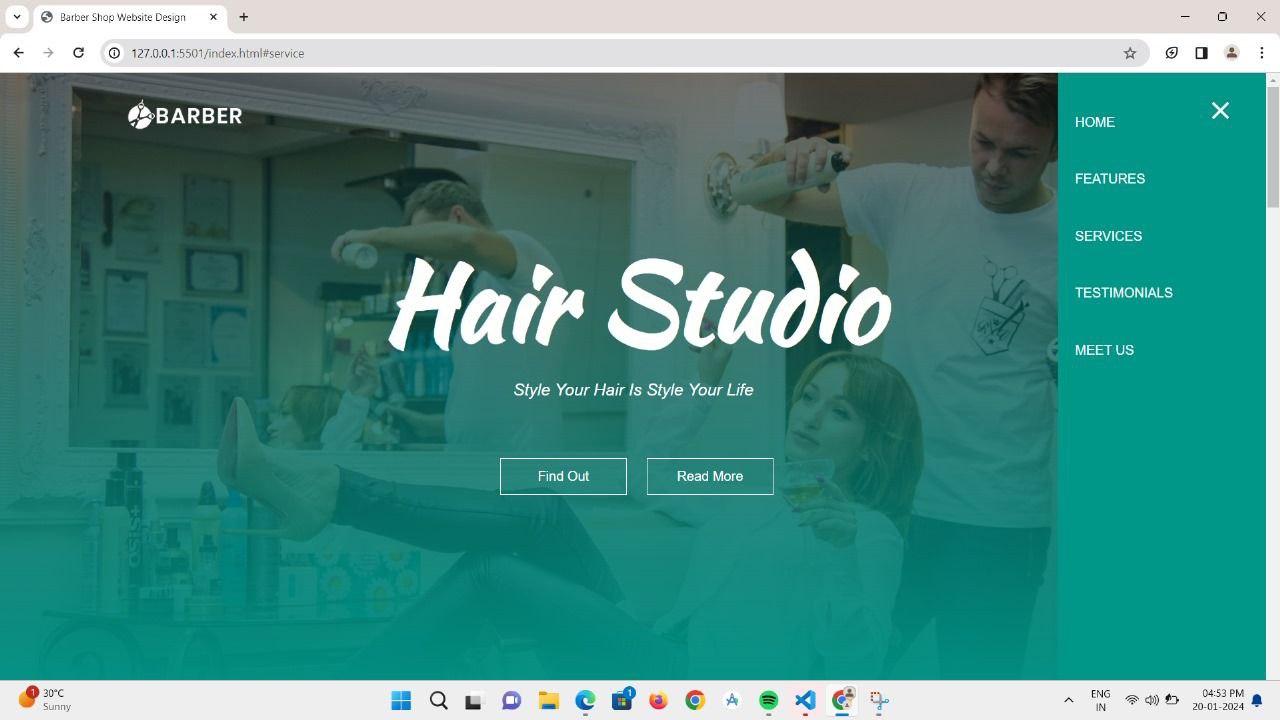 Barber Shop Website Design
127.0.0.1:5501/index.html#service
BARBER
HOME
FEATURES
SERVICES
TESTIMONIALS
MEET US
Hair Studio
Style Your Hair Is Style Your Life
Find Out
Read More
1
30°C
Sunny
1
ENG
IN
04:53 PM
20-01-2024